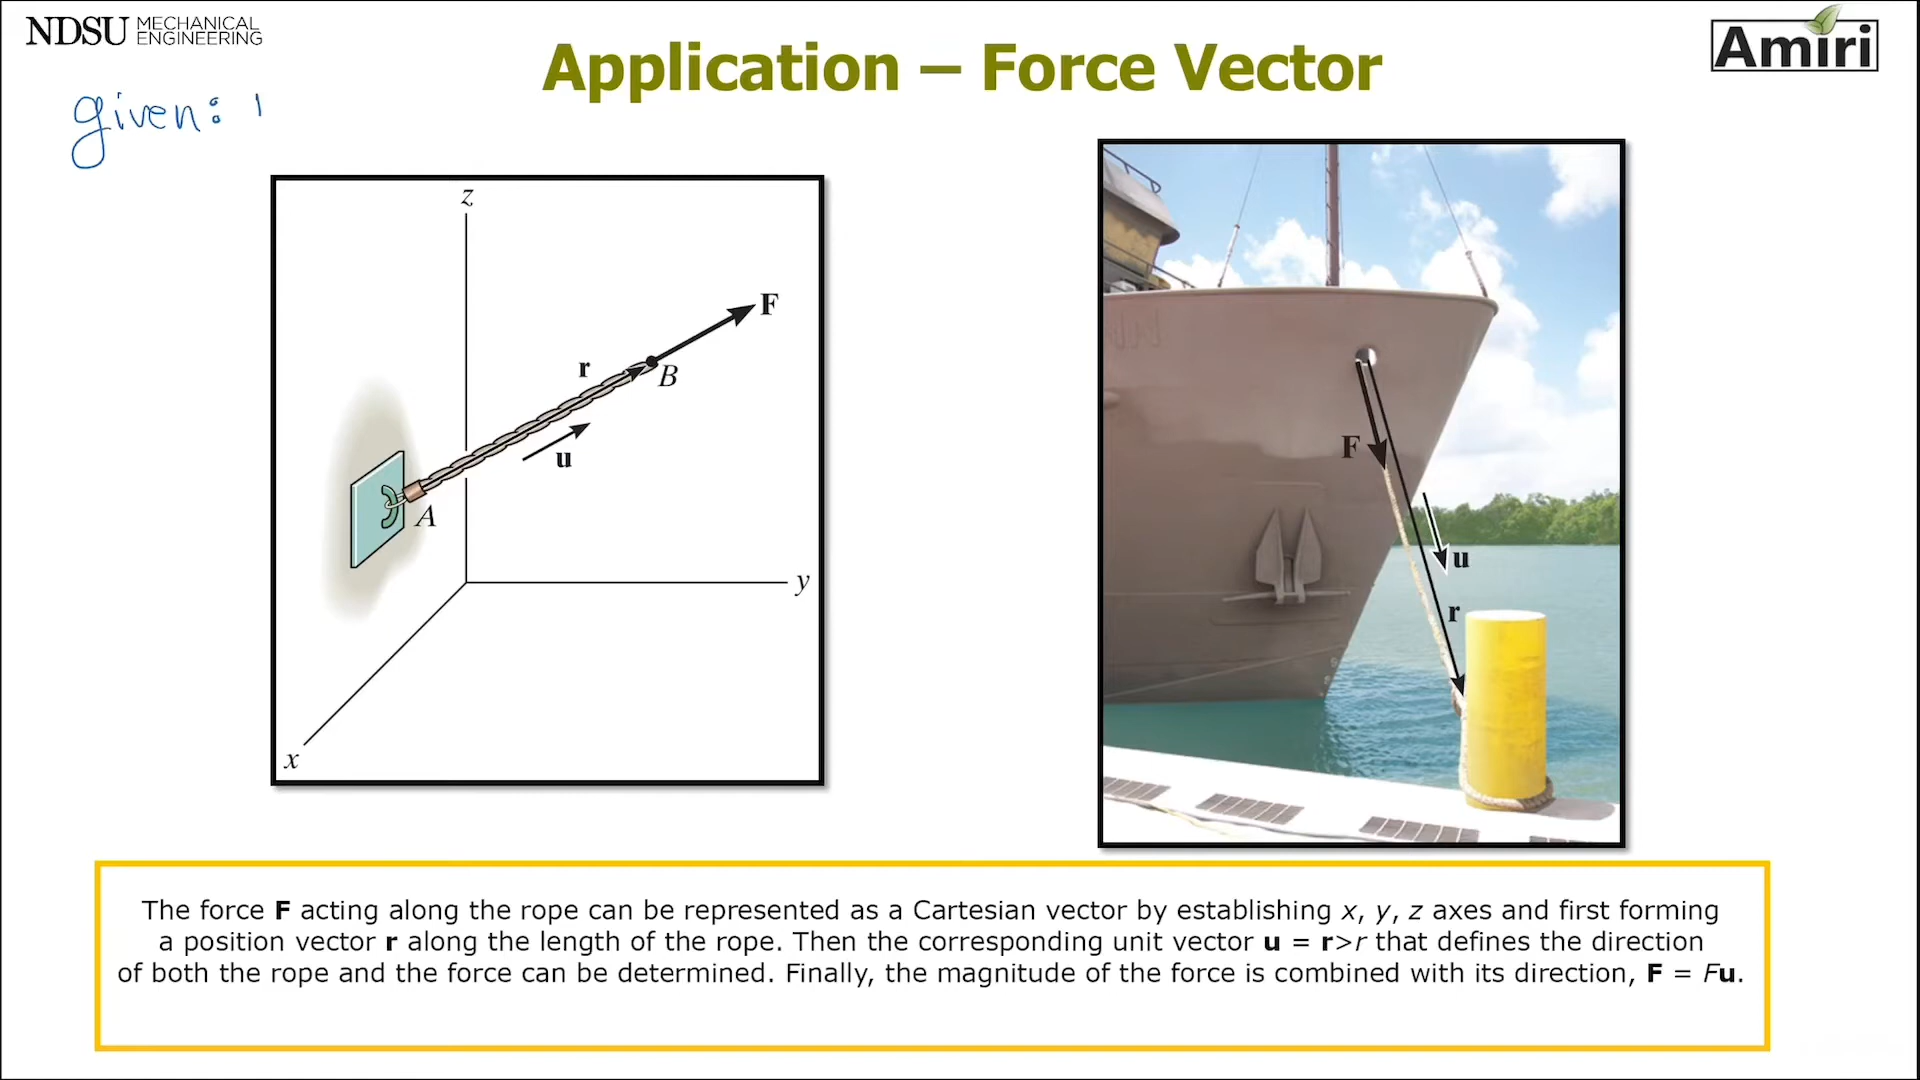 NDSU MECHANICAL
ENGINEERING
Application – Force Vector
Amiri
given:
z
F
r
B
u
A
y
x
F
u
r
The force F acting along the rope can be represented as a Cartesian vector by establishing x, y, z axes and first forming
a position vector r along the length of the rope. Then the corresponding unit vector u = r>r that defines the direction
of both the rope and the force can be determined. Finally, the magnitude of the force is combined with its direction, F = Fu.